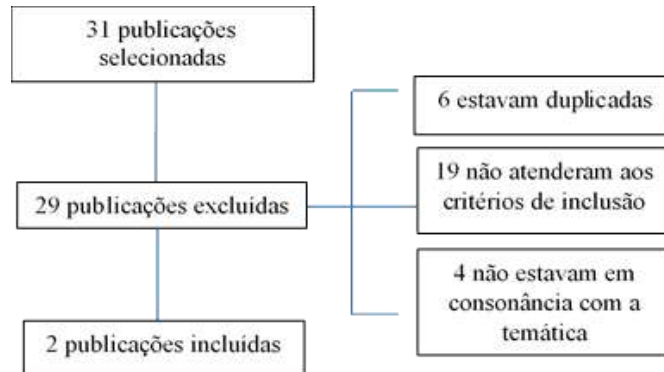 31 publicações
selecionadas
29 publicações excluídas
2 publicações incluídas
6 estavam duplicadas
19 não atenderam aos
critérios de inclusão
4 não estavam em
consonância com a
temática